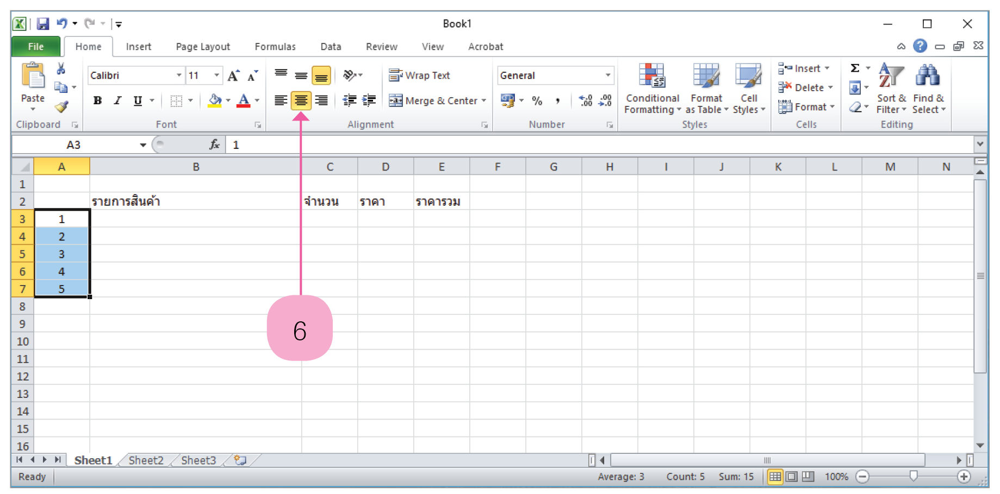 Book1
File Home Insert Page Layout Formulas Data Review View Acrobat
Calibri 11 Wrap Text General Insert
Paste Merge & Center % , Conditional Formatting Format as Table Cell Styles Delete Format Sort & Filter Find & Select
Clipboard Font Alignment Number Styles Cells Editing
A3 fx 1
A B C D E F G H I J K L M N
1
2 รายการสินค้า จำนวน ราคา ราคารวม
3 1
4 2
5 3
6 4
7 5
8
9
6
10
11
12
13
14
15
16
Sheet1 Sheet2 Sheet3
Ready Average: 3 Count: 5 Sum: 15 100%